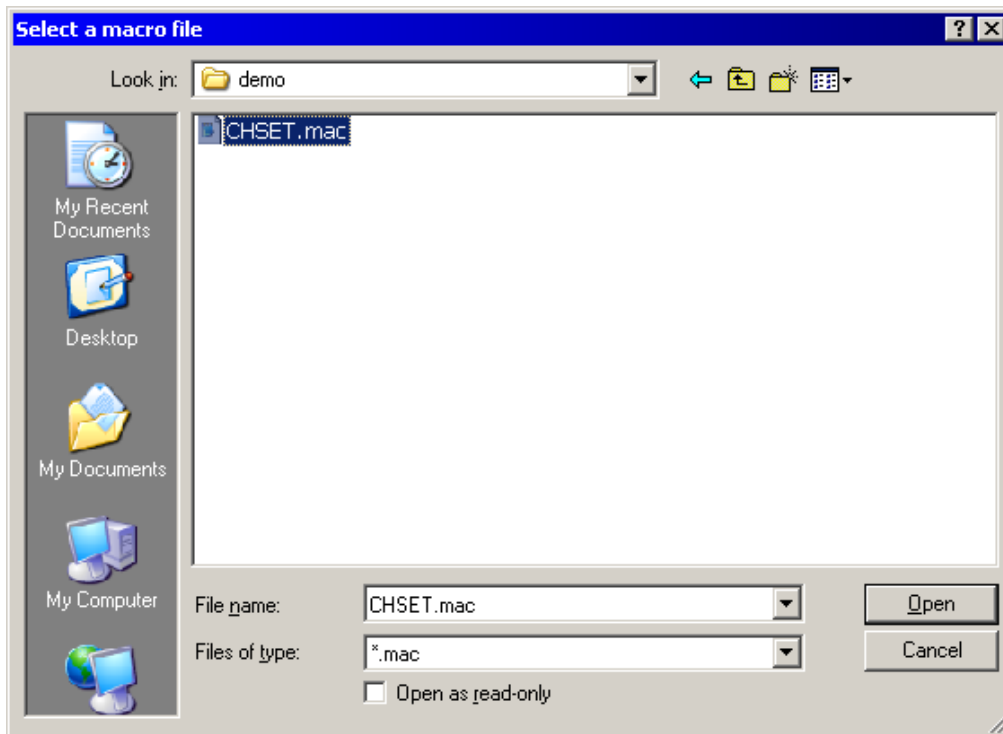 Select a macro file
Look in: demo
CHSET.mac
My Recent
Documents
Desktop
My Documents
My Computer
File name: CHSET.mac Open
Files of type: *.mac Cancel
Open as read-only